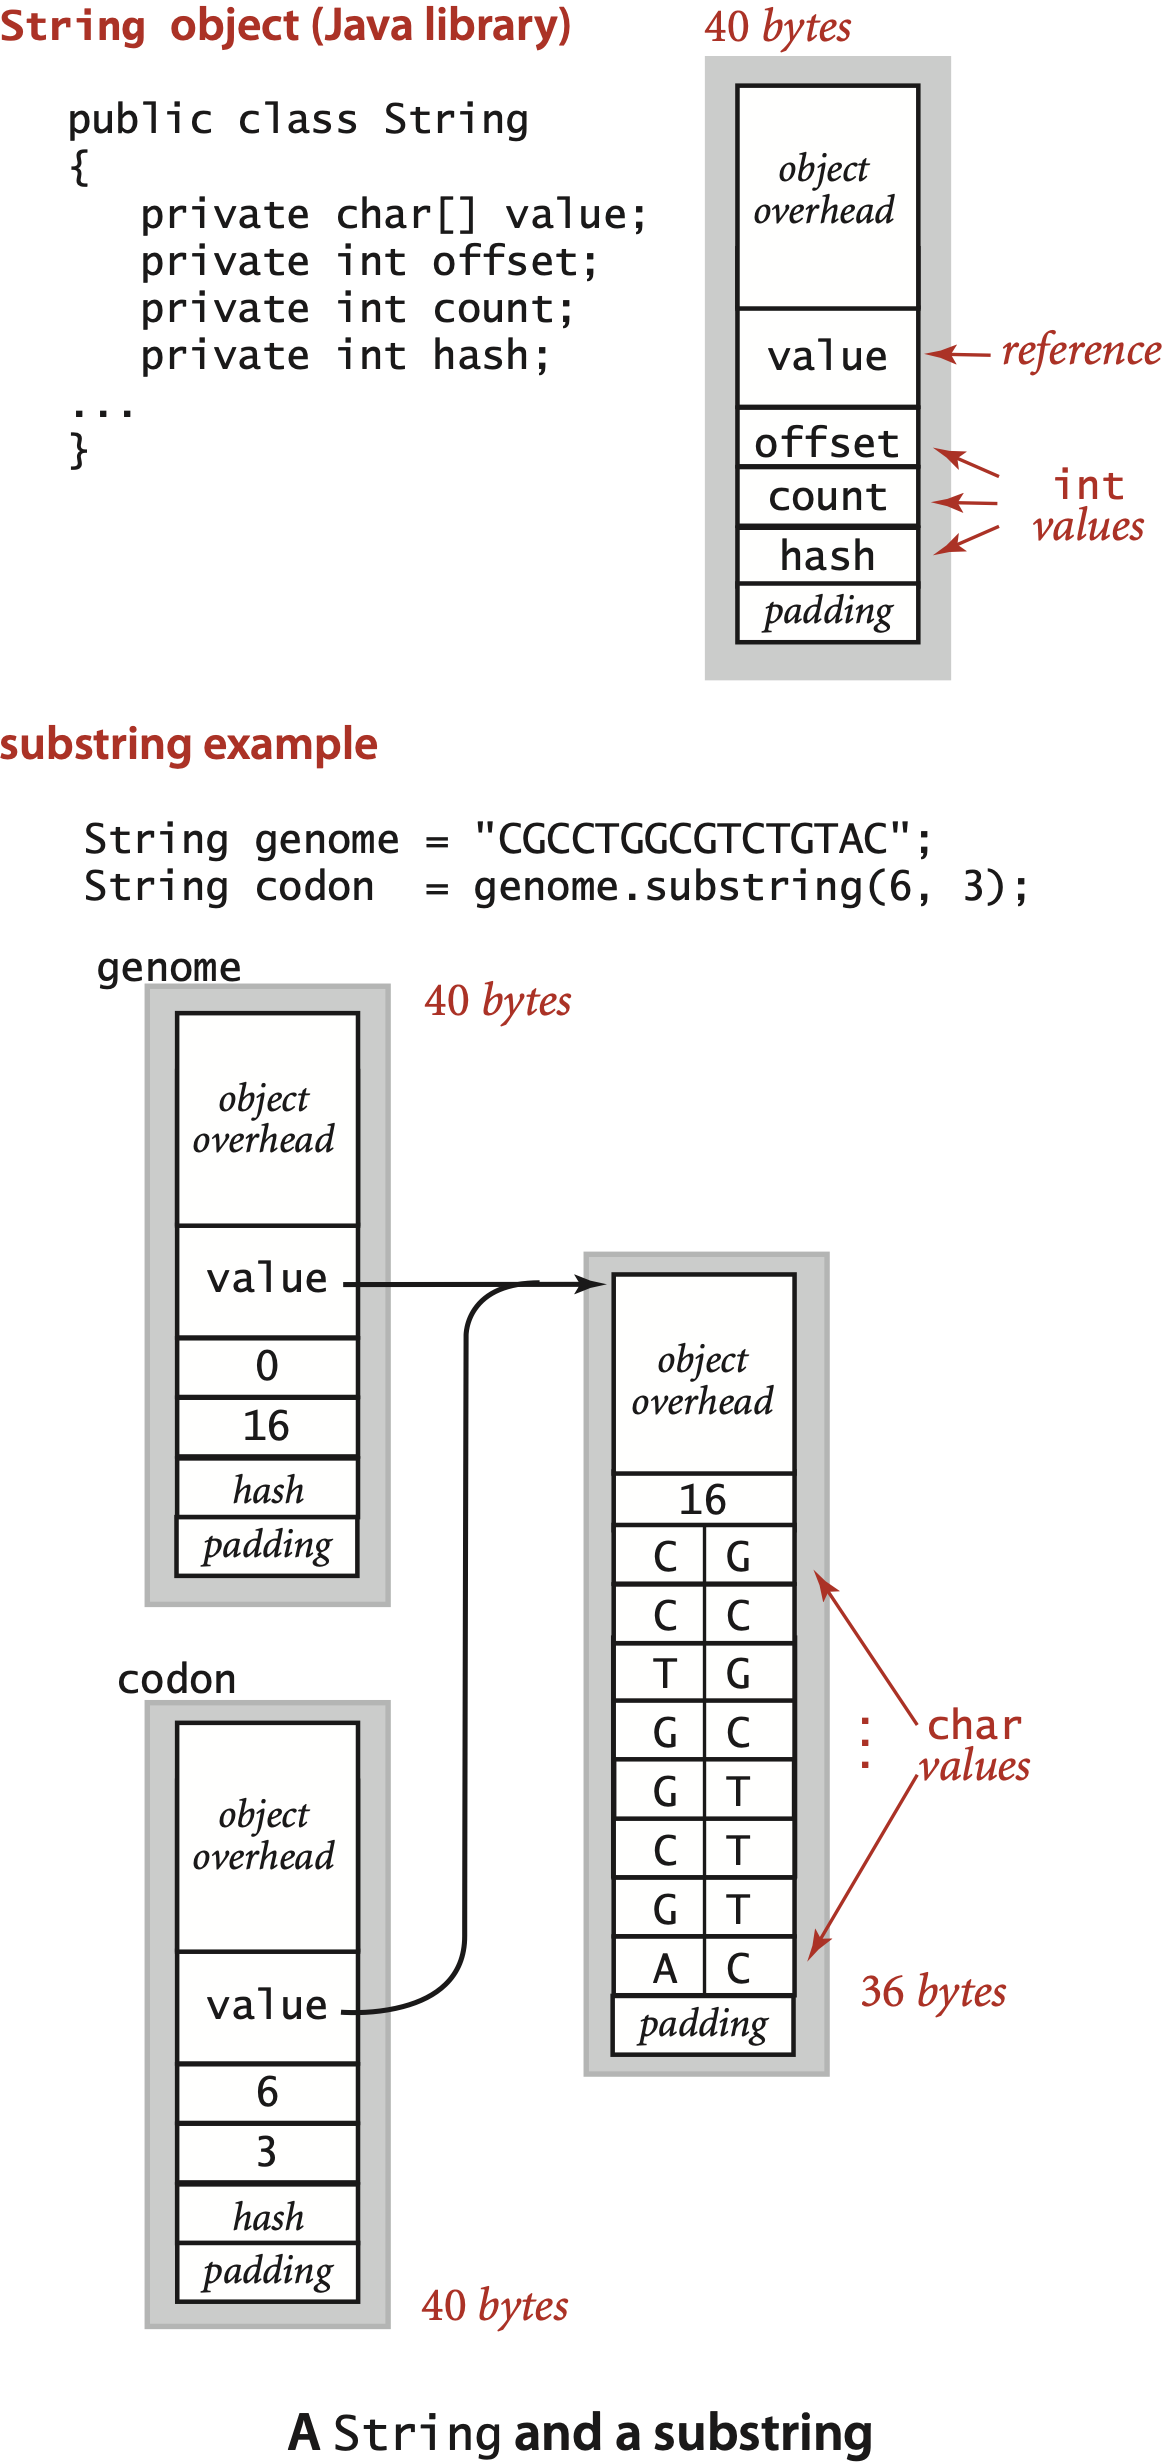 String object (Java library)
40 bytes
public class String
{
   private char[] value;
   private int offset;
   private int count;
   private int hash;
...
}
object
overhead
value
reference
offset
count
hash
int
values
padding
substring example
String genome = "CGCCTGGCGTCTGTAC";
String codon  = genome.substring(6, 3);
genome
40 bytes
object
overhead
value
0
16
hash
padding
codon
object
overhead
value
6
3
hash
padding
40 bytes
object
overhead
16
C G
C C
T G
G C
G T
C T
G T
A C
padding
⋮
char
values
36 bytes
A String and a substring